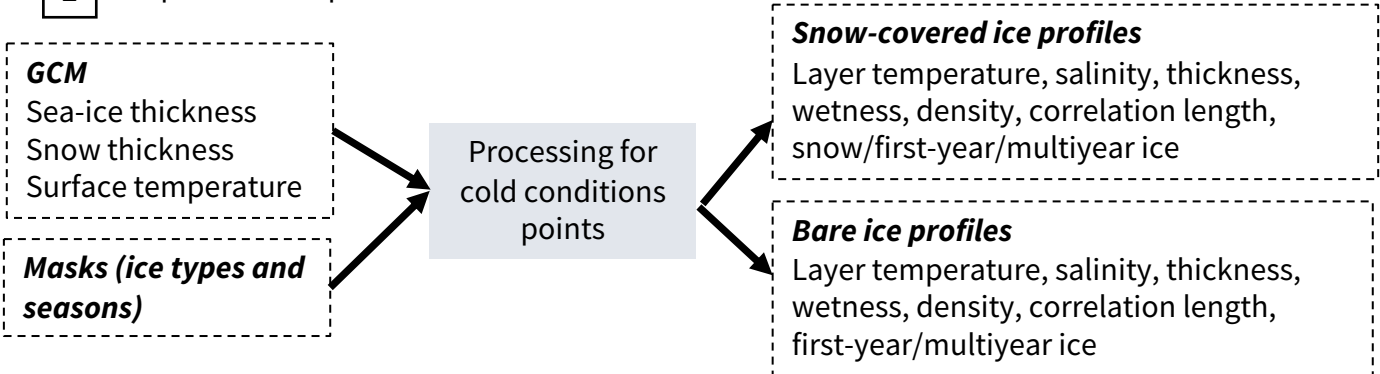 GCM
Sea-ice thickness
Snow thickness
Surface temperature
Masks (ice types and
seasons)
Processing for
cold conditions
points
Snow-covered ice profiles
Layer temperature, salinity, thickness,
wetness, density, correlation length,
snow/first-year/multiyear ice
Bare ice profiles
Layer temperature, salinity, thickness,
wetness, density, correlation length,
first-year/multiyear ice